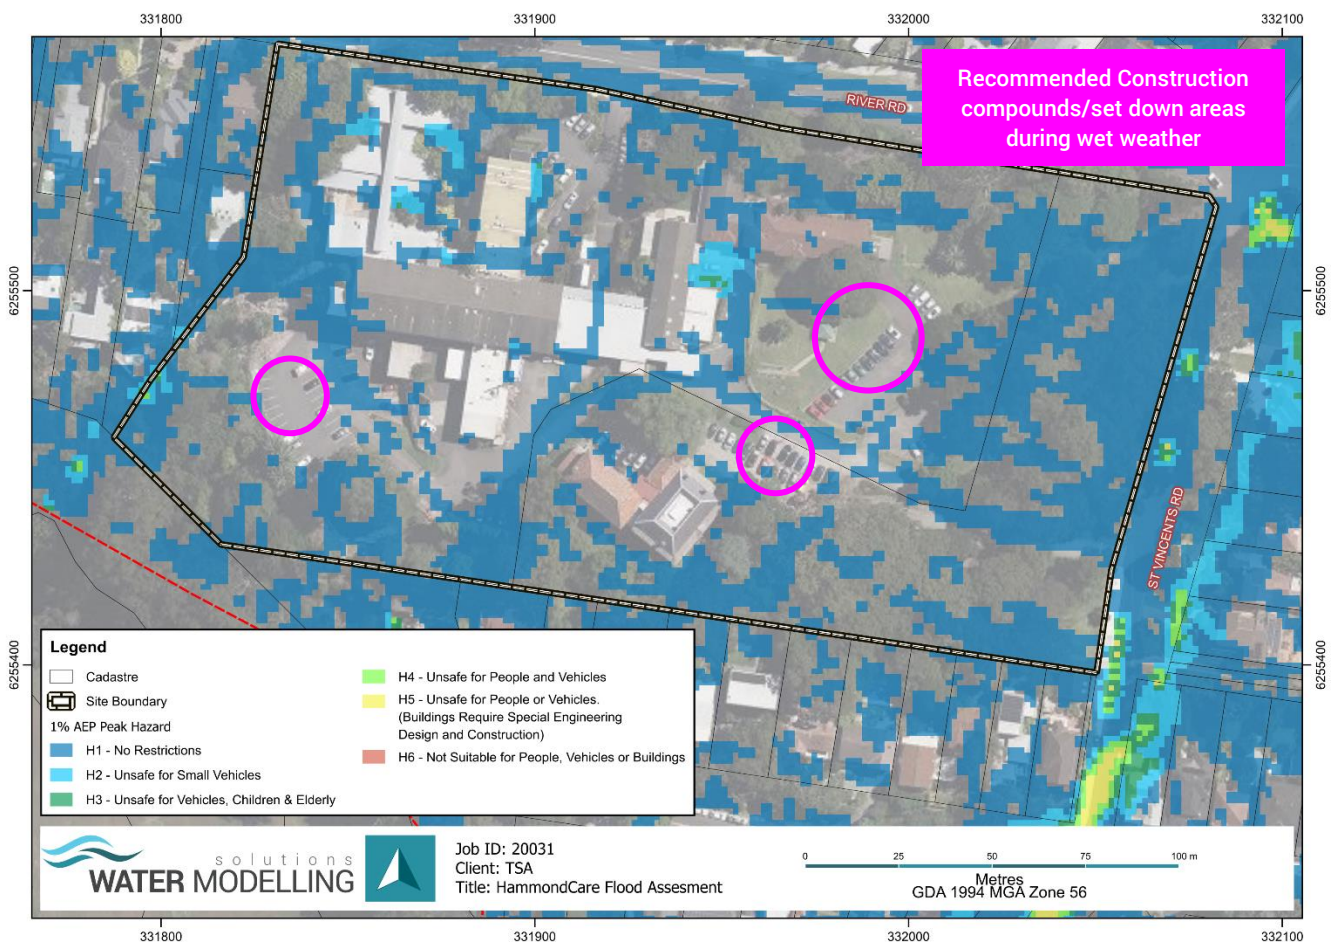 331800
331900
332000
332100
Recommended Construction
compounds/set down areas
during wet weather
RIVER RD
6255500
6255500
ST VINCENTS RD
6255400
6255400
Legend
Cadastre
Site Boundary
1% AEP Peak Hazard
H1 - No Restrictions
H2 - Unsafe for Small Vehicles
H3 - Unsafe for Vehicles, Children & Elderly
H4 - Unsafe for People and Vehicles
H5 - Unsafe for People or Vehicles.
(Buildings Require Special Engineering
Design and Construction)
H6 - Not Suitable for People, Vehicles or Buildings
solutions
WATER MODELLING
Job ID: 20031
Client: TSA
Title: HammondCare Flood Assesment
0 25 50 75 100 m
Metres
GDA 1994 MGA Zone 56
331800
331900
332000
332100